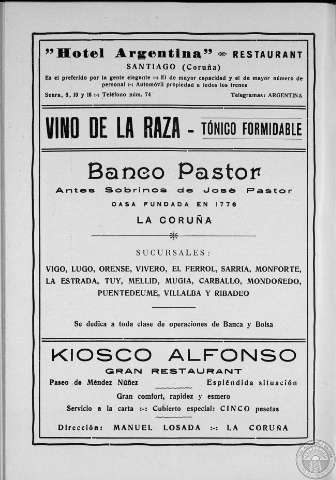 "Hotel Argentina" RESTAURANT
SANTIAGO (Coruña)
Es el preferido por la gente elegante :-: El de mayor capacidad y el de mayor número de
personal :-: Automóvil propiedad a todos los trenes
Senra, 8, 10 y 16 :-: Teléfono núm. 74 Telegramas: ARGENTINA
VINO DE LA RAZA - TÓNICO FORMIDABLE
Banco Pastor
Antes Sobrinos de José Pastor
CASA FUNDADA EN 1776
LA CORUÑA
SUCURSALES:
VIGO, LUGO, ORENSE, VIVERO, EL FERROL, SARRIA, MONFORTE,
LA ESTRADA, TUY, MELLID, MUGIA, CARBALLO, MONDOÑEDO,
PUENTEDEUME, VILLALBA Y RIBADEO
Se dedica a toda clase de operaciones de Banca y Bolsa
KIOSCO ALFONSO
GRAN RESTAURANT
Paseo de Méndez Núñez Espléndida situación
Gran comfort, rapidez y esmero
Servicio a la carta :-: Cubierto especial: CINCO pesetas
Dirección: MANUEL LOSADA :-: LA CORUÑA